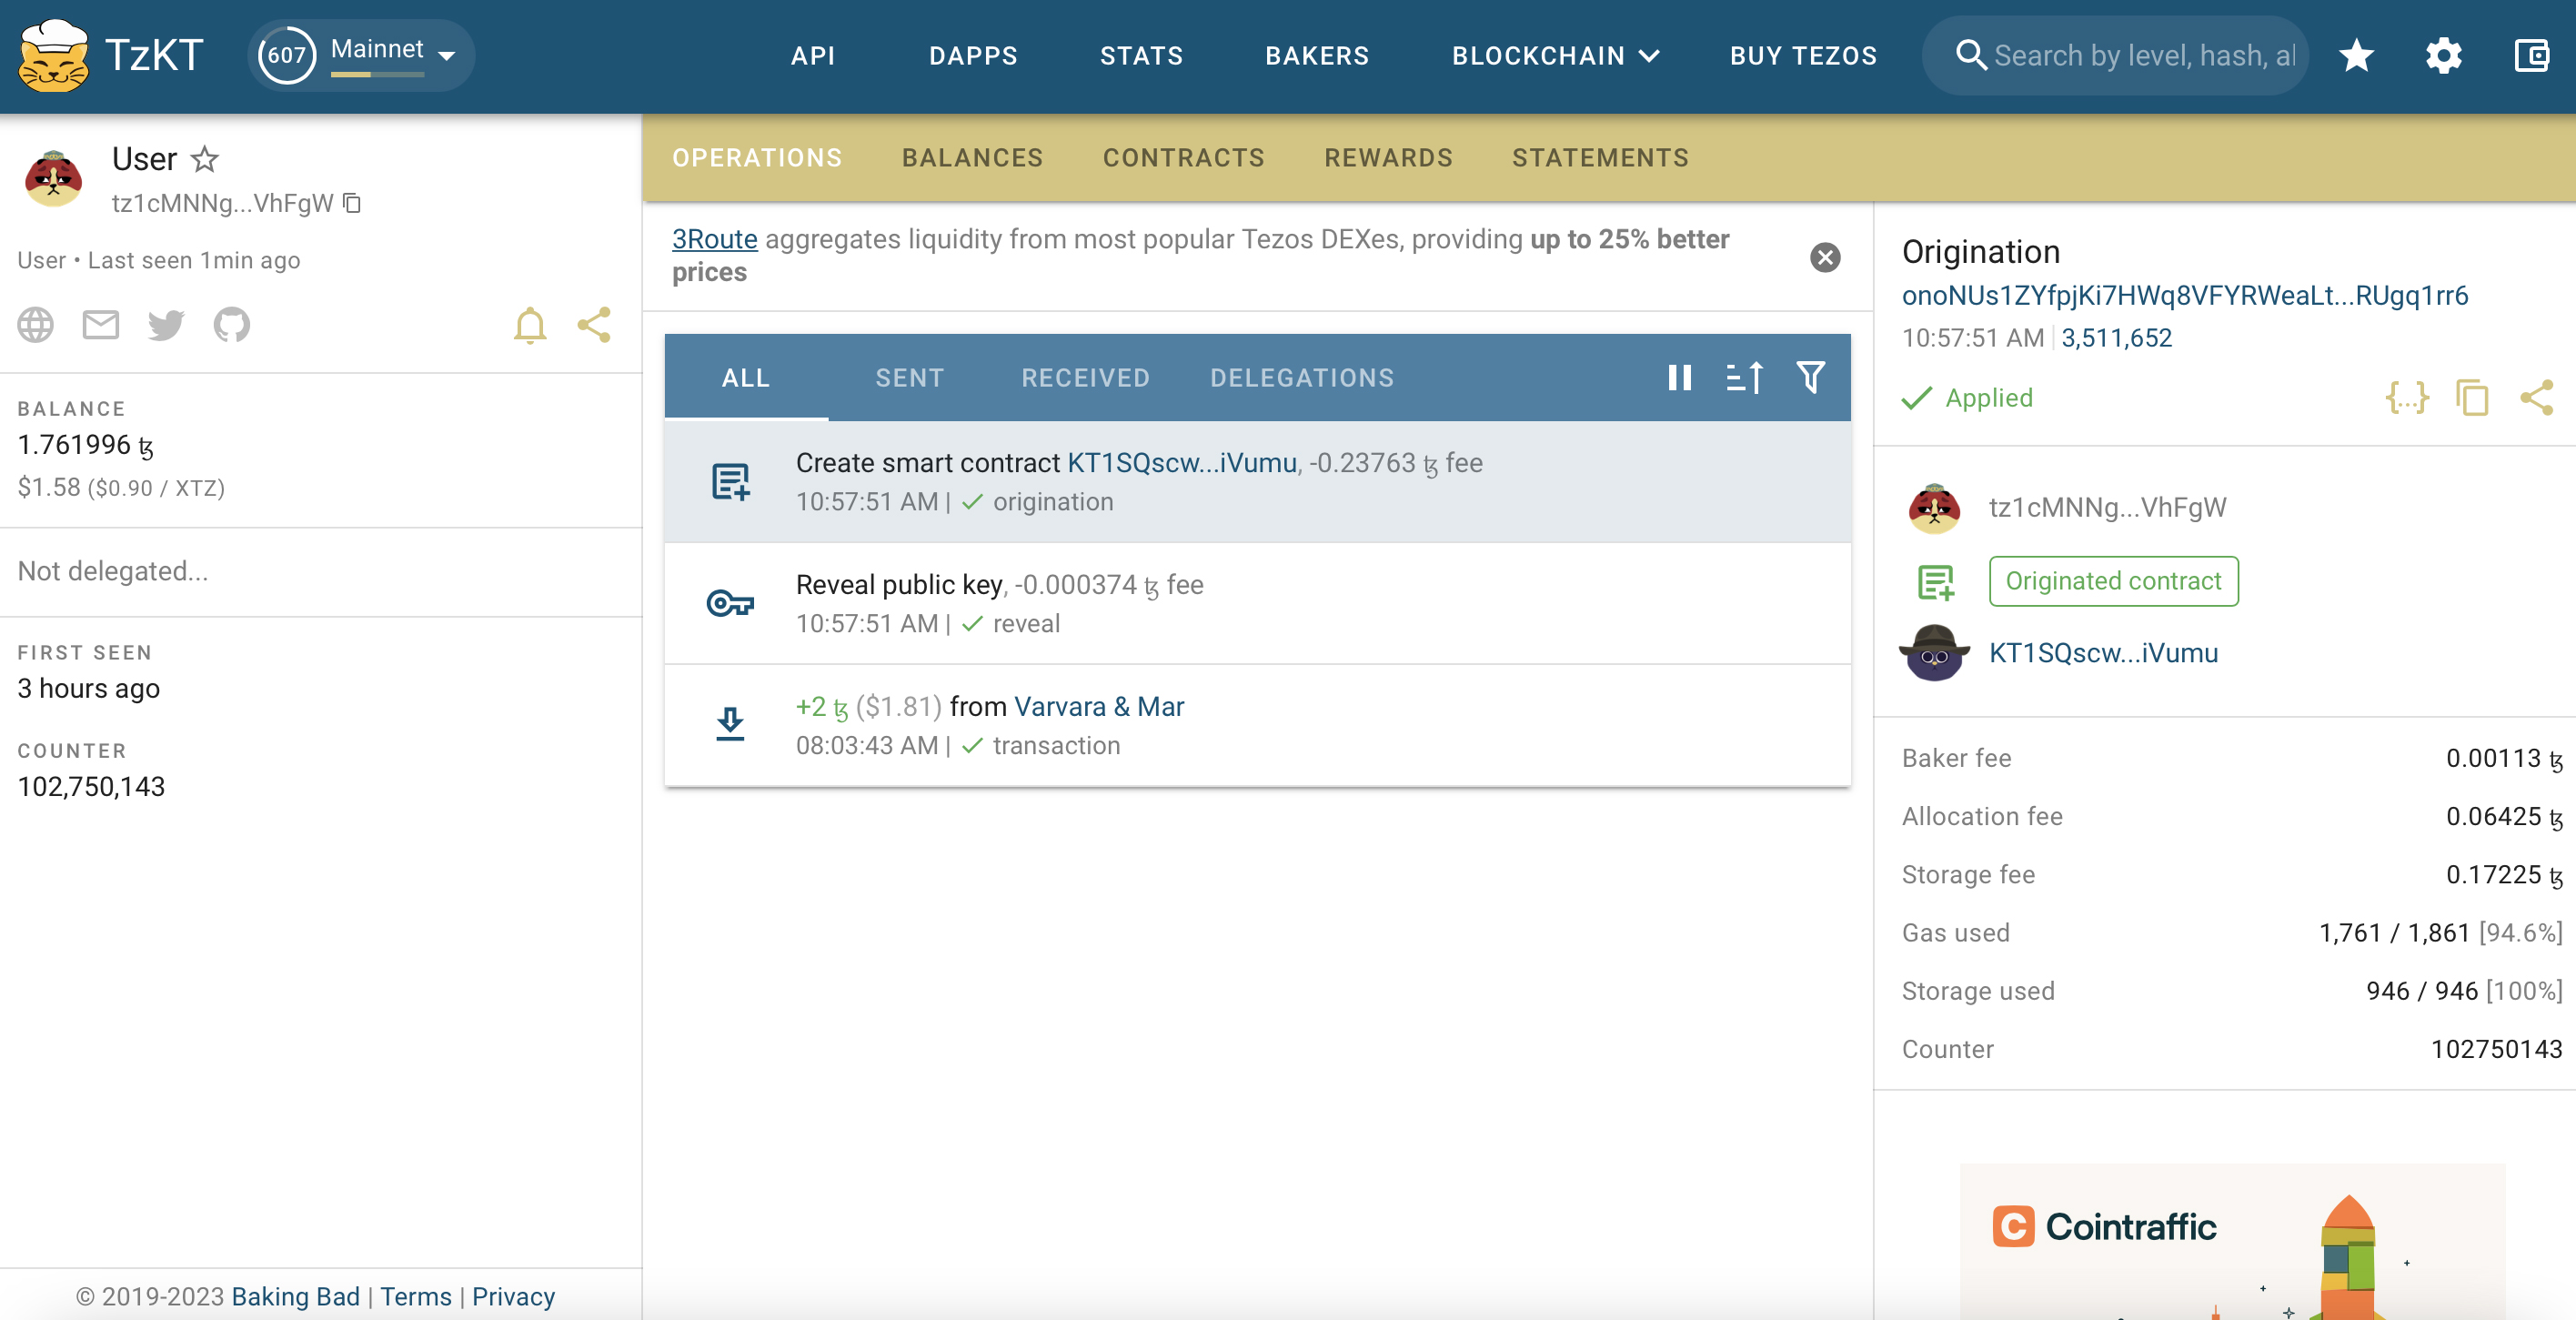 TzKT
607
Mainnet
API
DAPPS
STATS
BAKERS
BLOCKCHAIN
BUY TEZOS
Search by level, hash, al
User
tz1cMNNg...VhFgW
User • Last seen 1min ago
BALANCE
1.761996 ꜩ
$1.58 ($0.90 / XTZ)
Not delegated...
FIRST SEEN
3 hours ago
COUNTER
102,750,143
© 2019-2023 Baking Bad | Terms | Privacy
OPERATIONS
BALANCES
CONTRACTS
REWARDS
STATEMENTS
3Route aggregates liquidity from most popular Tezos DEXes, providing up to 25% better
prices
ALL
SENT
RECEIVED
DELEGATIONS
Create smart contract KT1SQscw...iVumu, -0.23763 ꜩ fee
10:57:51 AM | origination
Reveal public key, -0.000374 ꜩ fee
10:57:51 AM | reveal
+2 ꜩ ($1.81) from Varvara & Mar
08:03:43 AM | transaction
Origination
onoNUs1ZYfpjKi7HWq8VFYRWeaLt...RUgq1rr6
10:57:51 AM | 3,511,652
Applied
{...}
tz1cMNNg...VhFgW
Originated contract
KT1SQscw...iVumu
Baker fee 0.00113 ꜩ
Allocation fee 0.06425 ꜩ
Storage fee 0.17225 ꜩ
Gas used 1,761 / 1,861 [94.6%]
Storage used 946 / 946 [100%]
Counter 102750143
C Cointraffic